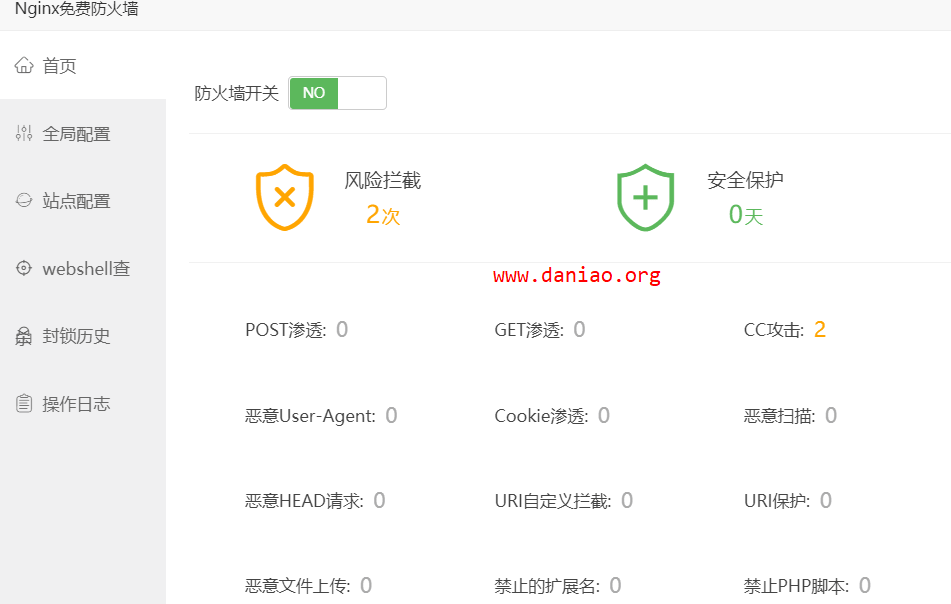 Nginx免费防火墙
首页
全局配置
站点配置
webshell查
封锁历史
操作日志
防火墙开关 NO
风险拦截
2次
安全保护
0天
www.daniao.org
POST渗透: 0 GET渗透: 0 CC攻击: 2
恶意User-Agent: 0 Cookie渗透: 0 恶意扫描: 0
恶意HEAD请求: 0 URI自定义拦截: 0 URI保护: 0
恶意文件上传: 0 禁止的扩展名: 0 禁止PHP脚本: 0